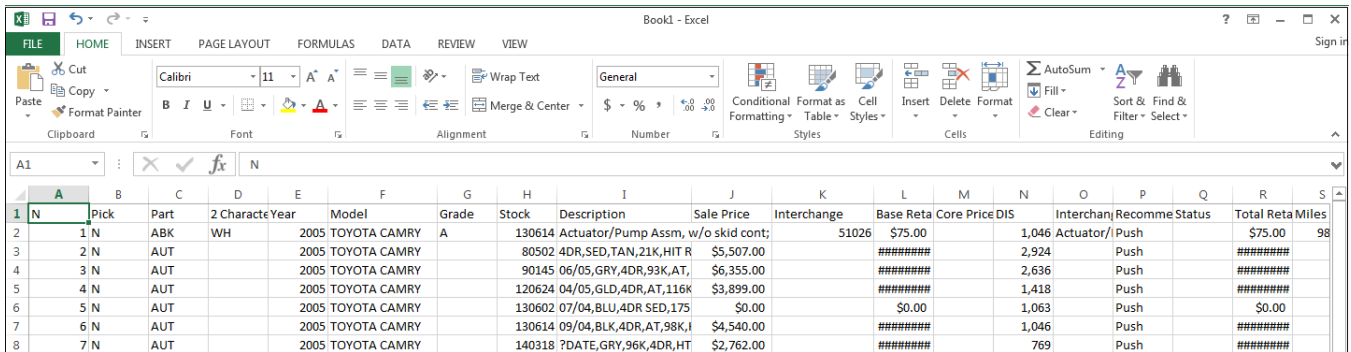 Book1 - Excel
?
FILE HOME INSERT PAGE LAYOUT FORMULAS DATA REVIEW VIEW Sign in
Cut
Copy
Format Painter
Paste
Calibri 11
B I U
Wrap Text
Merge & Center
General
$ % ,
Conditional Formatting
Format as Table
Cell Styles
Insert Delete Format
AutoSum
Fill
Clear
Sort & Filter
Find & Select
Clipboard Font Alignment Number Styles Cells Editing
A1 fx N
A B C D E F G H I J K L M N O P Q R S
1 N Pick Part 2 Characte Year Model Grade Stock Description Sale Price Interchange Base Reta Core Price DIS Interchan Recomme Status Total Reta Miles
2 1 N ABK WH 2005 TOYOTA CAMRY A 130614 Actuator/Pump Assm, w/o skid cont; 51026 $75.00 1,046 Actuator/ Push $75.00 98
3 2 N AUT 2005 TOYOTA CAMRY 80502 4DR,SED,TAN,21K,HIT R $5,507.00 ######## 2,924 Push ########
4 3 N AUT 2005 TOYOTA CAMRY 90145 06/05,GRY,4DR,93K,AT, $6,355.00 ######## 2,636 Push ########
5 4 N AUT 2005 TOYOTA CAMRY 120624 04/05,GLD,4DR,AT,116K $3,899.00 ######## 1,418 Push ########
6 5 N AUT 2005 TOYOTA CAMRY 130602 07/04,BLU,4DR SED,175 $0.00 $0.00 1,063 Push $0.00
7 6 N AUT 2005 TOYOTA CAMRY 130614 09/04,BLK,4DR,AT,98K, $4,540.00 ######## 1,046 Push ########
8 7 N AUT 2005 TOYOTA CAMRY 140318 ?DATE,GRY,96K,4DR,HT $2,762.00 ######## 769 Push ########